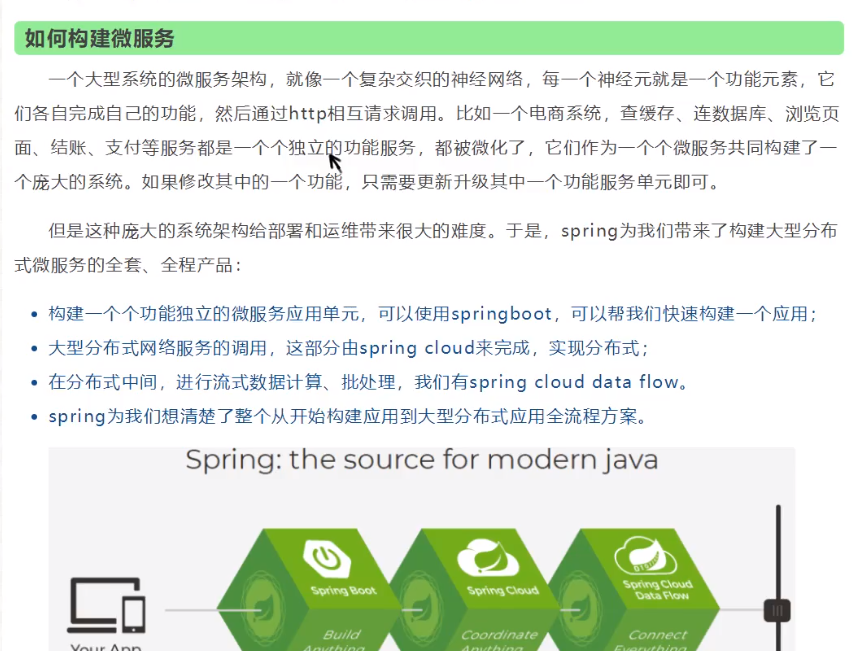 如何构建微服务
一个大型系统的微服务架构，就像一个复杂交织的神经网络，每一个神经元就是一个功能元素，它
们各自完成自己的功能，然后通过http相互请求调用。比如一个电商系统，查缓存、连数据库、浏览页
面、结账、支付等服务都是一个个独立的功能服务，都被微化了，它们作为一个个微服务共同构建了一
个庞大的系统。如果修改其中的一个功能，只需要更新升级其中一个功能服务单元即可。
但是这种庞大的系统架构给部署和运维带来很大的难度。于是，spring为我们带来了构建大型分布
式微服务的全套、全程产品：
构建一个个功能独立的微服务应用单元，可以使用springboot，可以帮我们快速构建一个应用；
大型分布式网络服务的调用，这部分由spring cloud来完成，实现分布式；
在分布式中间，进行流式数据计算、批处理，我们有spring cloud data flow。
spring为我们想清楚了整个从开始构建应用到大型分布式应用全流程方案。
Spring: the source for modern java
Spring Boot
Spring Cloud
Spring Cloud
Data Flow
Build
Anything
Coordinate
Anything
Connect
Everything
Your App